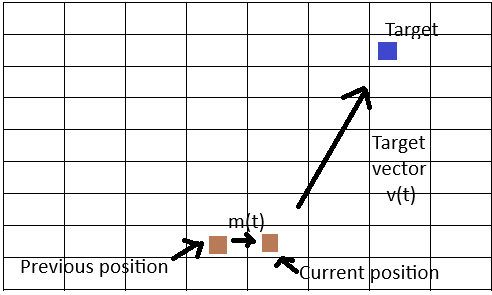 Target
Target
vector
v(t)
m(t)
Previous position
Current position